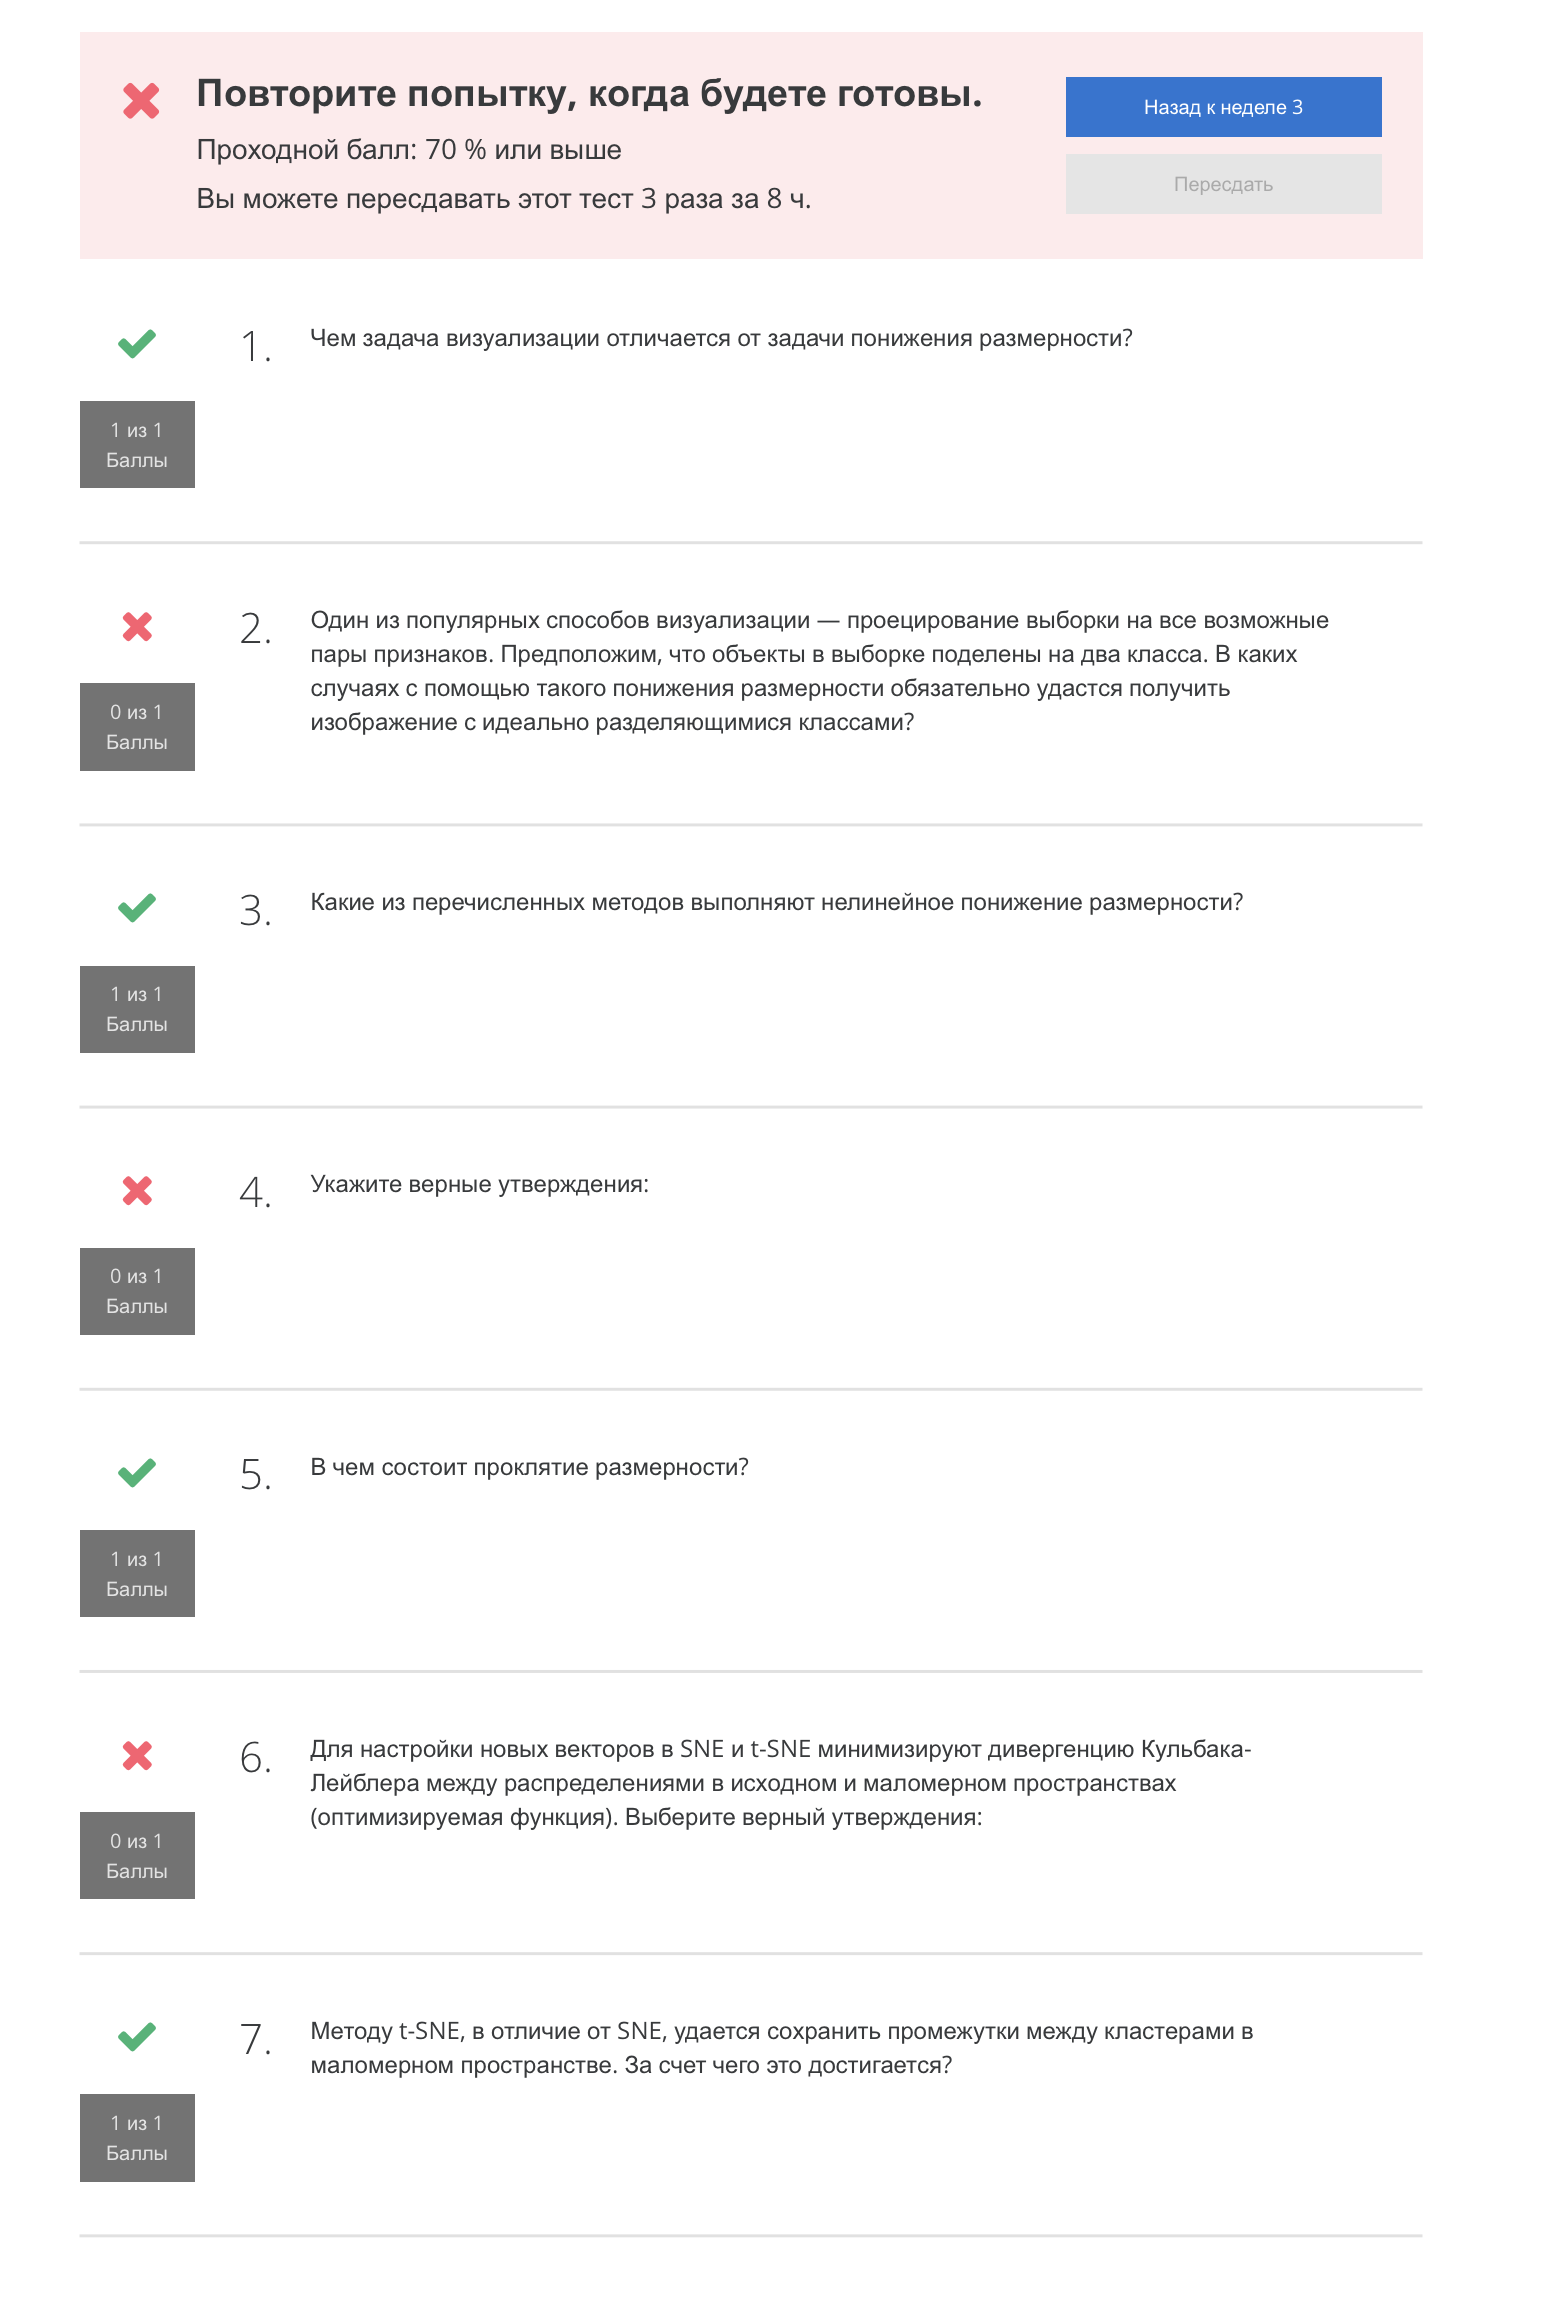 Повторите попытку, когда будете готовы.
Проходной балл: 70 % или выше
Вы можете пересдавать этот тест 3 раза за 8 ч.
Назад к неделе 3
Пересдать
1 из 1
Баллы
1.
Чем задача визуализации отличается от задачи понижения размерности?
0 из 1
Баллы
2.
Один из популярных способов визуализации — проецирование выборки на все возможные
пары признаков. Предположим, что объекты в выборке поделены на два класса. В каких
случаях с помощью такого понижения размерности обязательно удастся получить
изображение с идеально разделяющимися классами?
1 из 1
Баллы
3.
Какие из перечисленных методов выполняют нелинейное понижение размерности?
0 из 1
Баллы
4.
Укажите верные утверждения:
1 из 1
Баллы
5.
В чем состоит проклятие размерности?
0 из 1
Баллы
6.
Для настройки новых векторов в SNE и t-SNE минимизируют дивергенцию Кульбака-
Лейблера между распределениями в исходном и маломерном пространствах
(оптимизируемая функция). Выберите верный утверждения:
1 из 1
Баллы
7.
Методу t-SNE, в отличие от SNE, удается сохранить промежутки между кластерами в
маломерном пространстве. За счет чего это достигается?